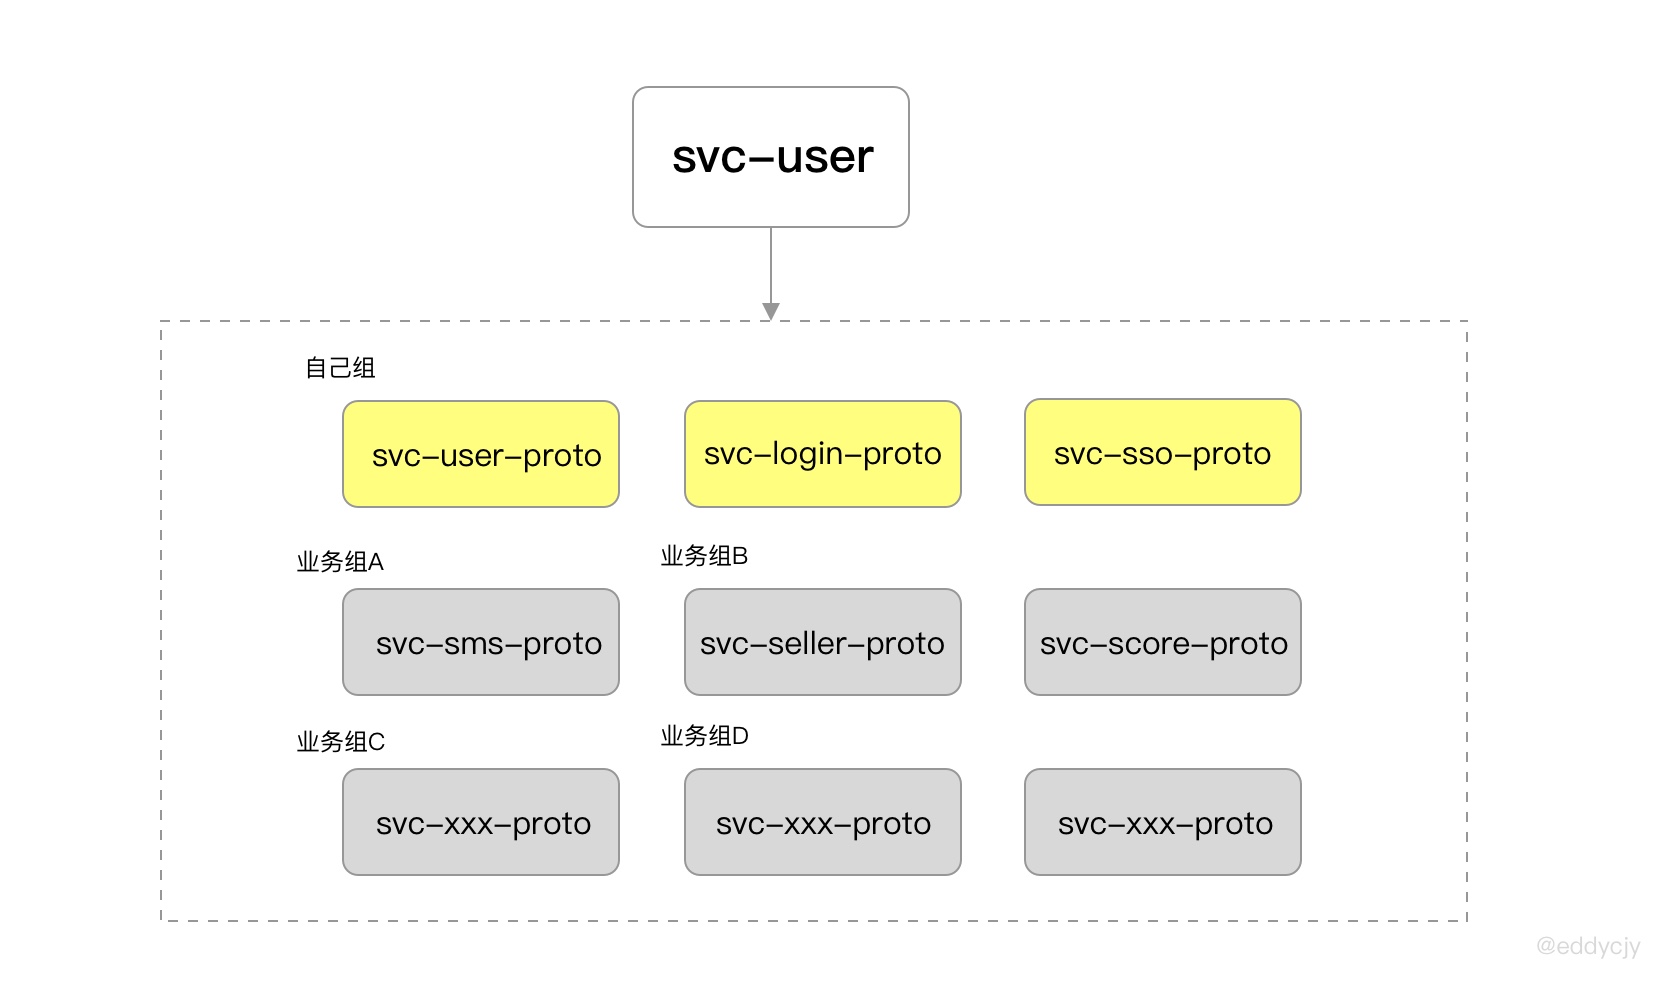 svc-user
自己组
svc-user-proto
svc-login-proto
svc-sso-proto
业务组A
业务组B
svc-sms-proto
svc-seller-proto
svc-score-proto
业务组C
业务组D
svc-xxx-proto
svc-xxx-proto
svc-xxx-proto
@eddycjy